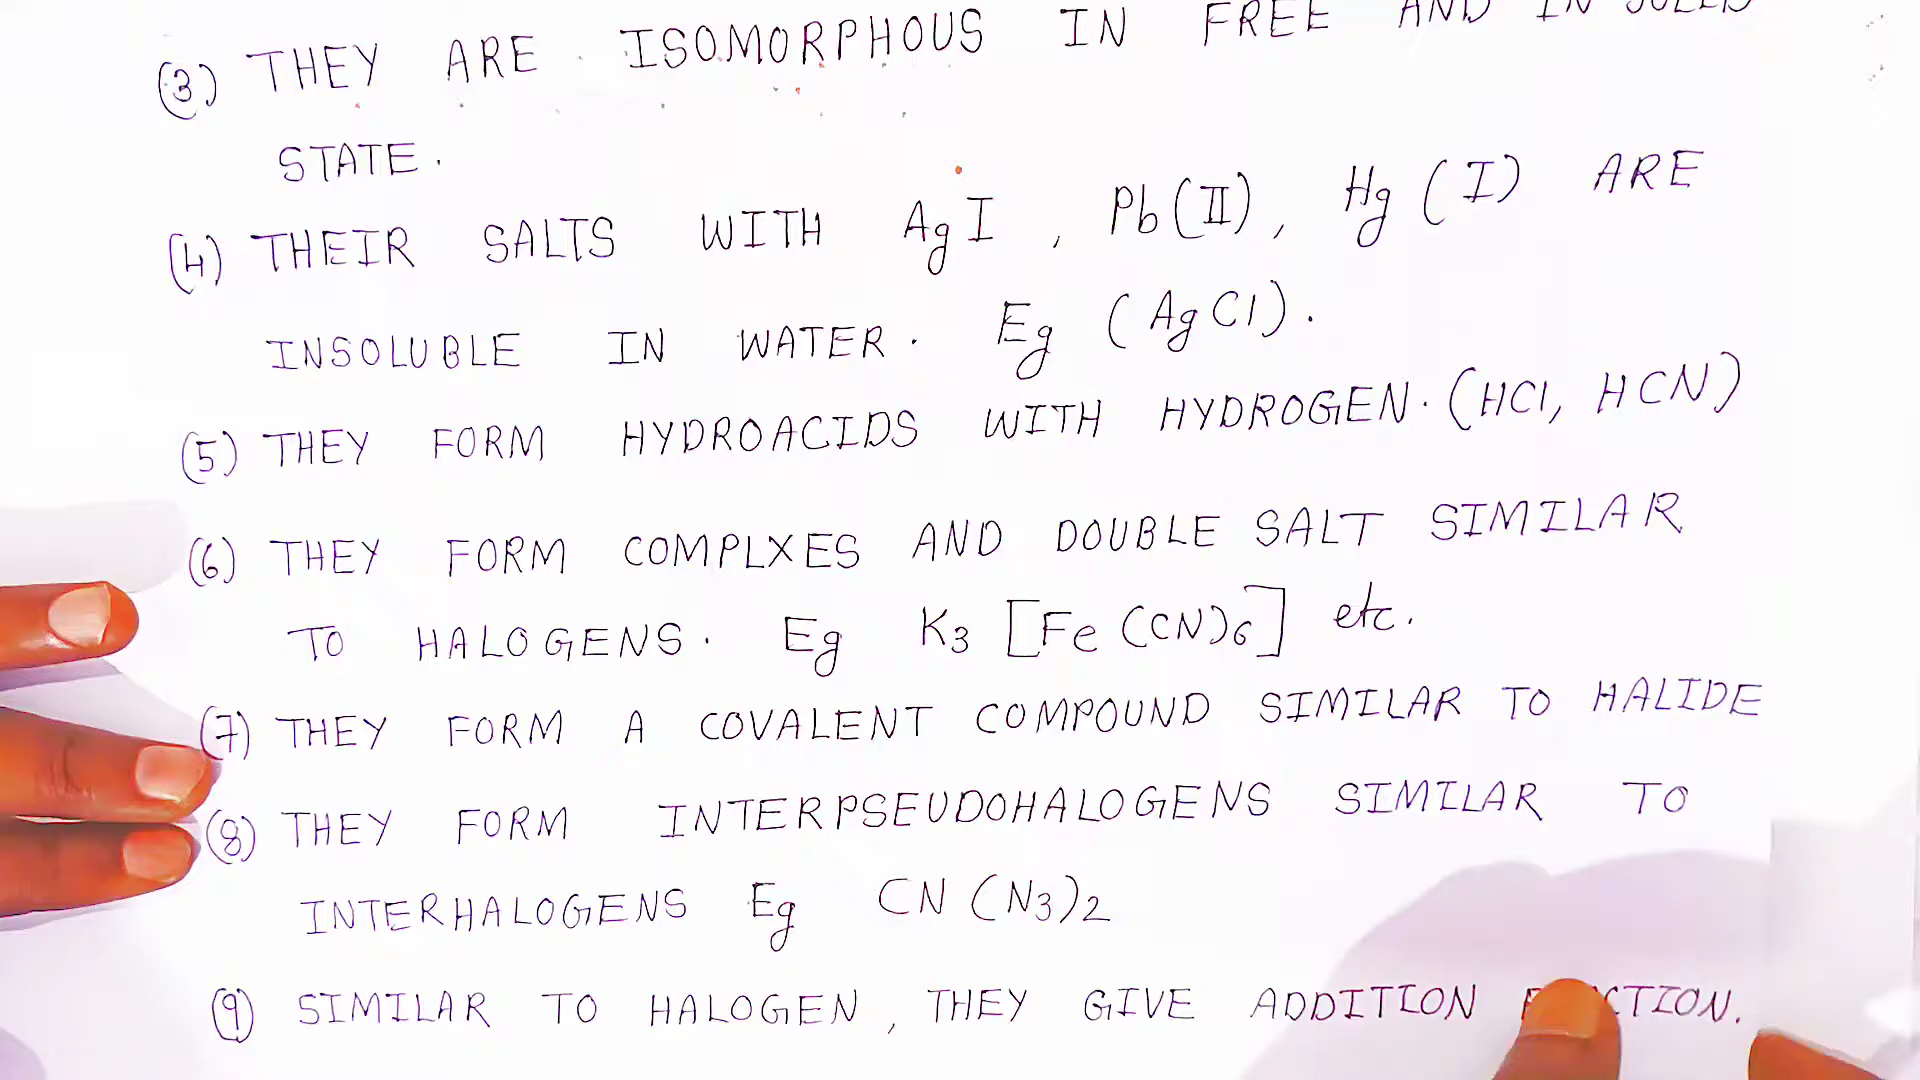 (3) THEY ARE ISOMORPHOUS IN FREE AND IN SOLID
STATE.
(4) THEIR SALTS WITH AgI, Pb(II), Hg(I) ARE
INSOLUBLE IN WATER. Eg (AgCl).
(5) THEY FORM HYDROACIDS WITH HYDROGEN. (HCl, HCN)
(6) THEY FORM COMPLXES AND DOUBLE SALT SIMILAR
TO HALOGENS. Eg K3 [Fe(CN)6] etc.
(7) THEY FORM A COVALENT COMPOUND SIMILAR TO HALIDE
(8) THEY FORM INTERPSEUDOHALOGENS SIMILAR TO
INTERHALOGENS Eg CN(N3)2
(9) SIMILAR TO HALOGEN, THEY GIVE ADDITION